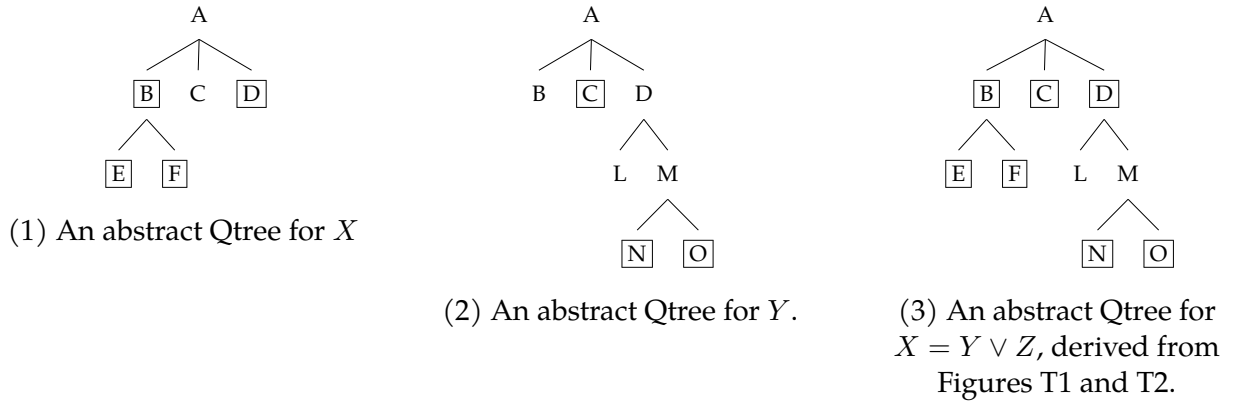 A A A
B C D B C D B C D
E F L M E F L M
(1) An abstract Qtree for X
N O N O
(2) An abstract Qtree for Y.
(3) An abstract Qtree for
X = Y ∨ Z, derived from
Figures T1 and T2.